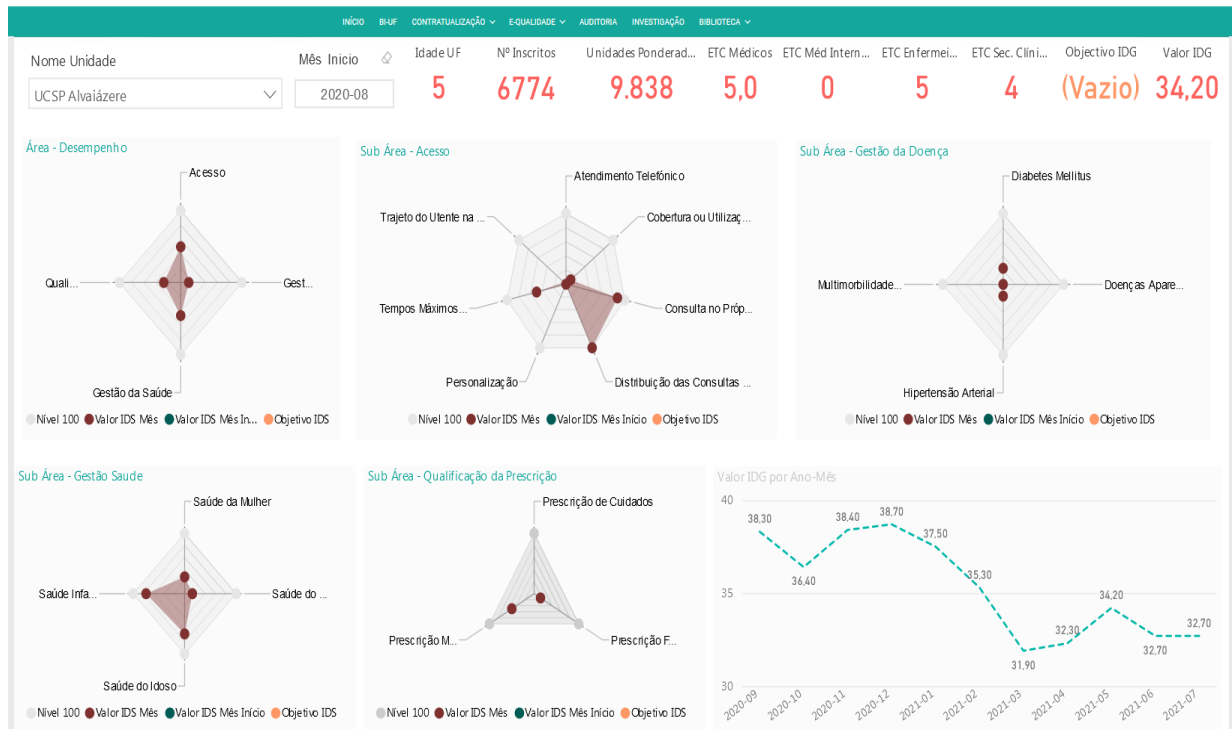 INÍCIO BI-UF CONTRATUALIZAÇÃO E-QUALIDADE AUDITORIA INVESTIGAÇÃO BIBLIOTECA
Nome Unidade
UCSP Alvaiázere
Mês Inicio
2020-08
Idade UF
5
Nº Inscritos
6774
Unidades Ponderad...
9.838
ETC Médicos
5,0
ETC Méd Intern...
0
ETC Enfermei...
5
ETC Sec. Clíni...
4
Objectivo IDG
(Vazio)
Valor IDG
34,20
Área - Desempenho
Acesso
Quali...
Gest...
Gestão da Saúde
Nível 100 Valor IDS Mês Valor IDS Mês In... Objetivo IDS
Sub Área - Acesso
Atendimento Telefónico
Trajeto do Utente na ...
Cobertura ou Utilizaç...
Tempos Máximos...
Consulta no Próp...
Personalização
Distribuição das Consultas ...
Nível 100 Valor IDS Mês Valor IDS Mês Início Objetivo IDS
Sub Área - Gestão da Doença
Diabetes Mellitus
Multimorbilidade...
Doenças Apare...
Hipertensão Arterial
Nível 100 Valor IDS Mês Valor IDS Mês Início Objetivo IDS
Sub Área - Gestão Saude
Saúde da Mulher
Saúde Infa...
Saúde do ...
Saúde do Idoso
Nível 100 Valor IDS Mês Valor IDS Mês Início Objetivo IDS
Sub Área - Qualificação da Prescrição
Prescrição de Cuidados
Prescrição M...
Prescrição F...
Nível 100 Valor IDS Mês Valor IDS Mês Início Objetivo IDS
Valor IDG por Ano-Mês
40
35
30
38,30
36,40
38,40
38,70
37,50
35,30
31,90
32,30
34,20
32,70
32,70
2020-09 2020-10 2020-11 2020-12 2021-01 2021-02 2021-03 2021-04 2021-05 2021-06 2021-07